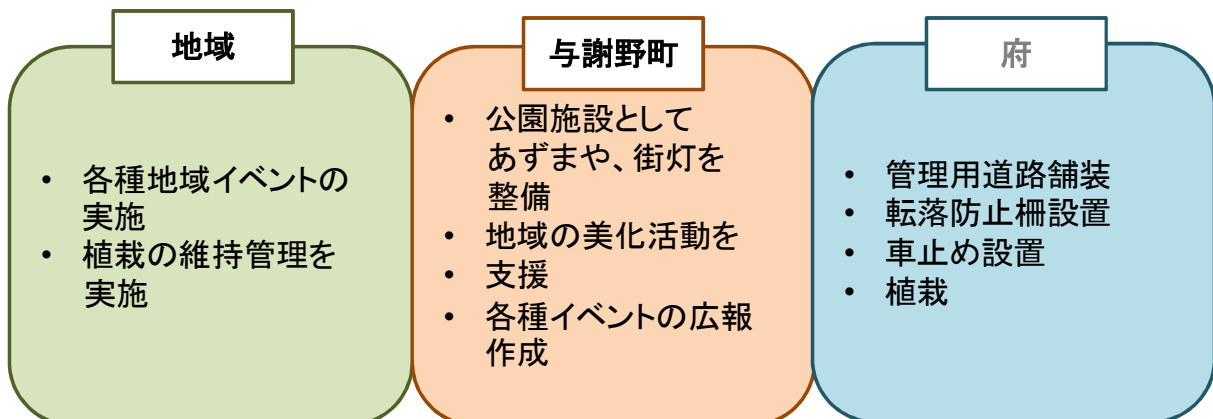 地域
・ 各種地域イベントの
実施
・ 植栽の維持管理を
実施
与謝野町
・ 公園施設として
あずまや、街灯を
整備
・ 地域の美化活動を
・ 支援
・ 各種イベントの広報
作成
府
・ 管理用道路舗装
・ 転落防止柵設置
・ 車止め設置
・ 植栽